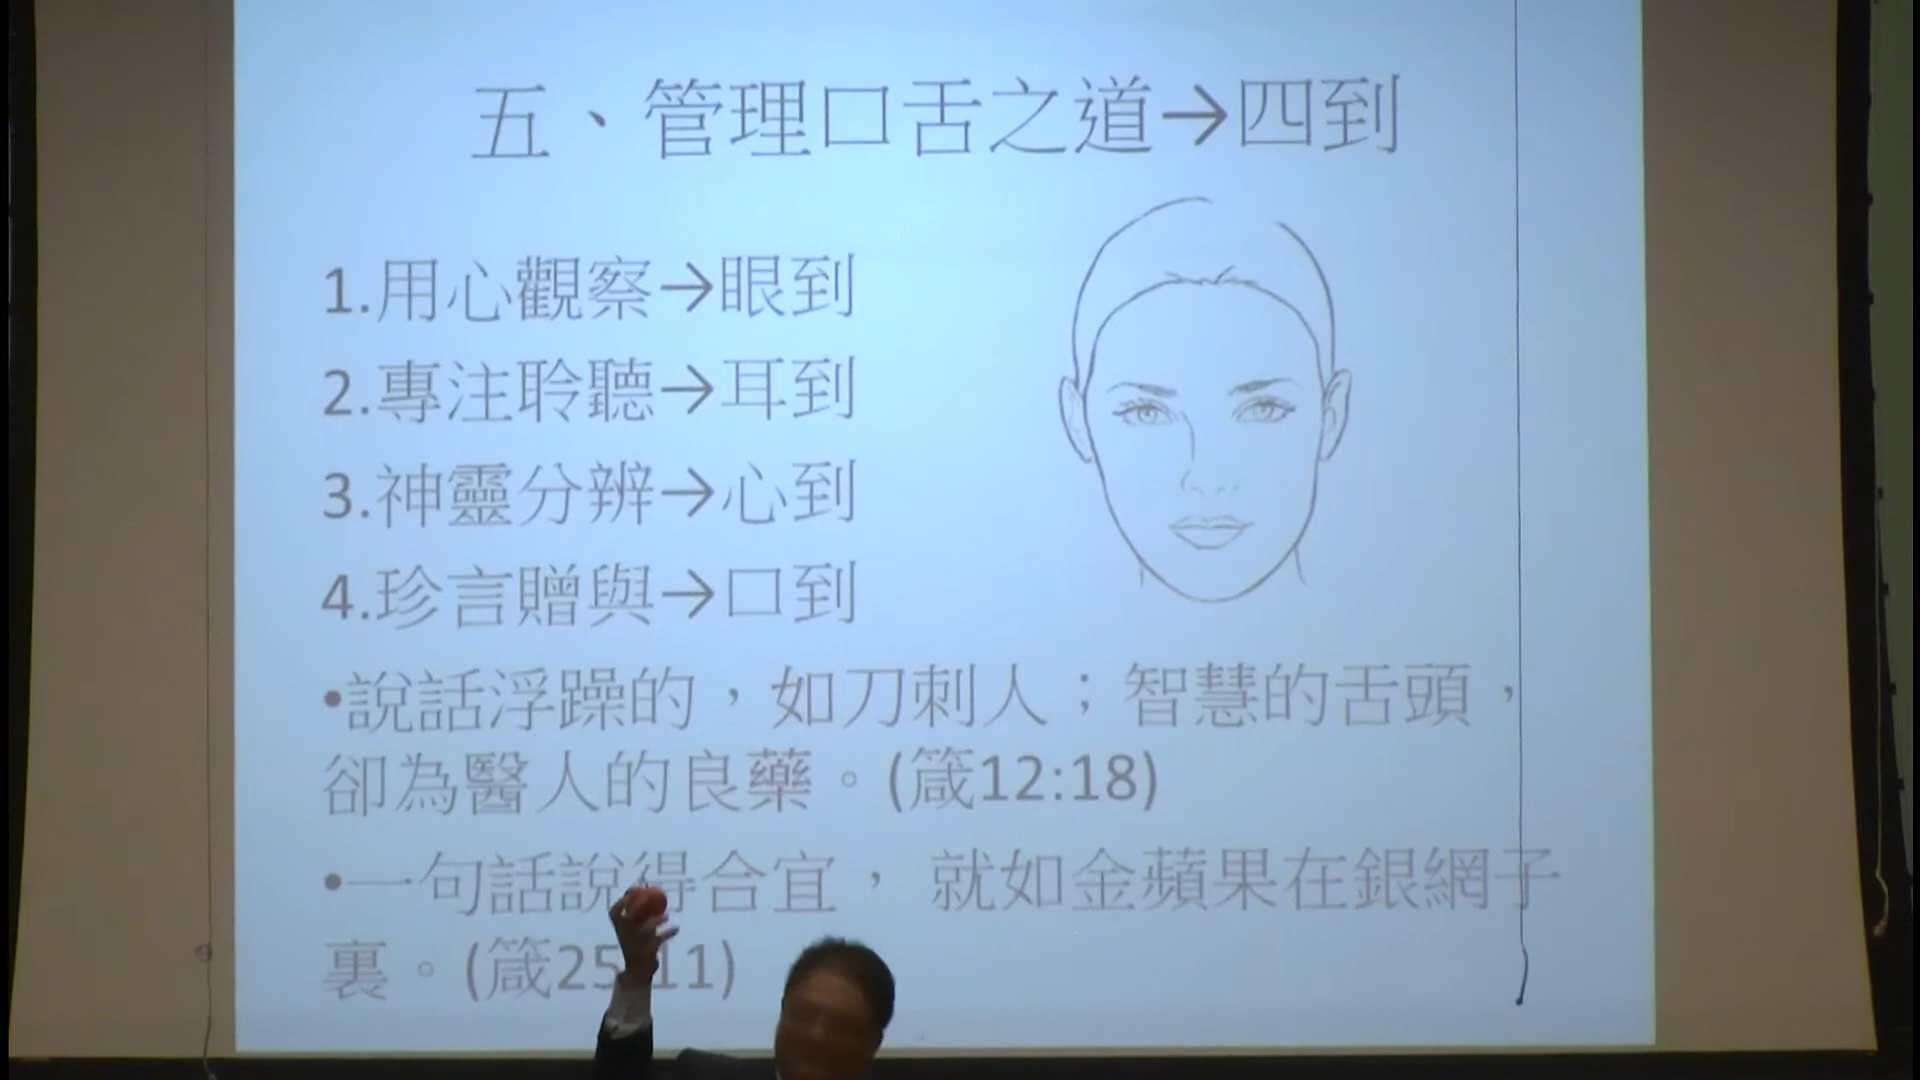 五、管理口舌之道→四到
1.用心觀察→眼到
2.專注聆聽→耳到
3.神靈分辨→心到
4.珍言贈與→口到
•說話浮躁的，如刀刺人；智慧的舌頭，
卻為醫人的良藥。(箴12:18)
•一句話說得合宜， 就如金蘋果在銀網子
裏。(箴25:11)